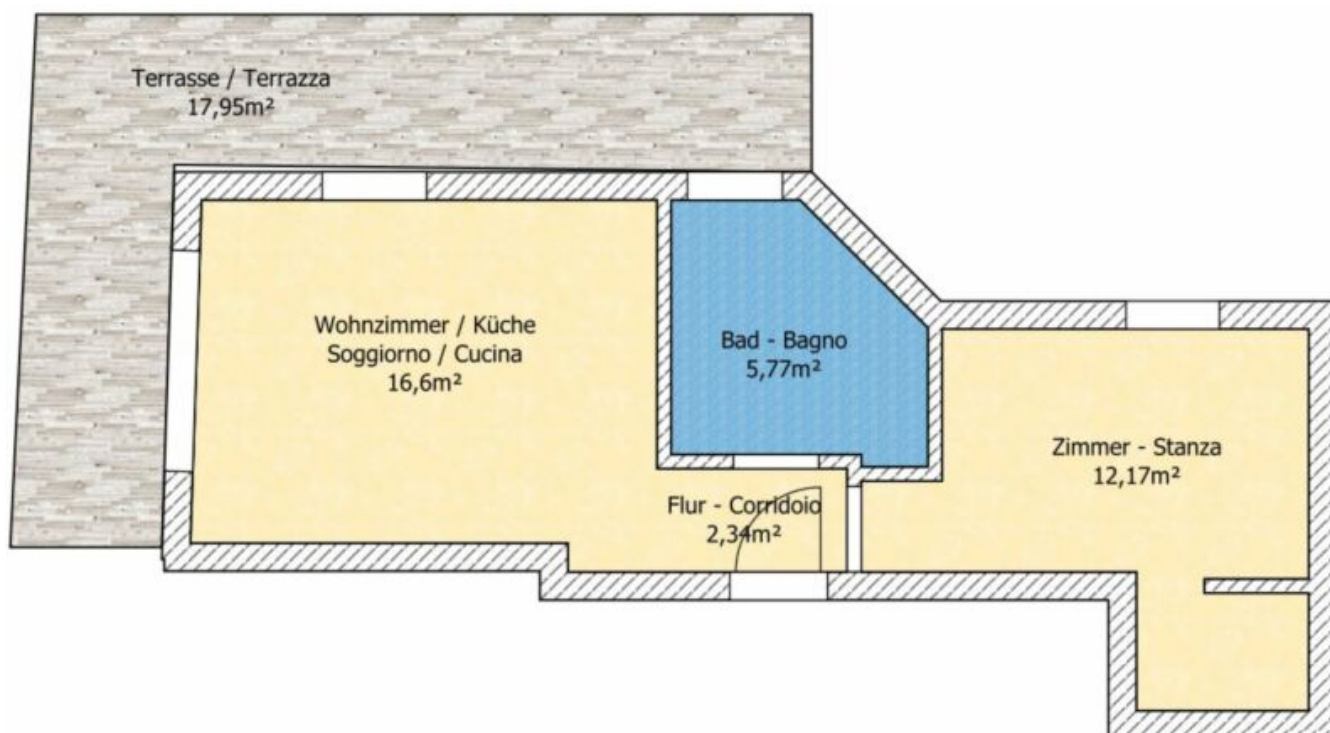 Terrasse / Terrazza
17,95m²
Wohnzimmer / Küche
Soggiorno / Cucina
16,6m²
Bad - Bagno
5,77m²
Zimmer - Stanza
12,17m²
Flur - Corridoio
2,34m²